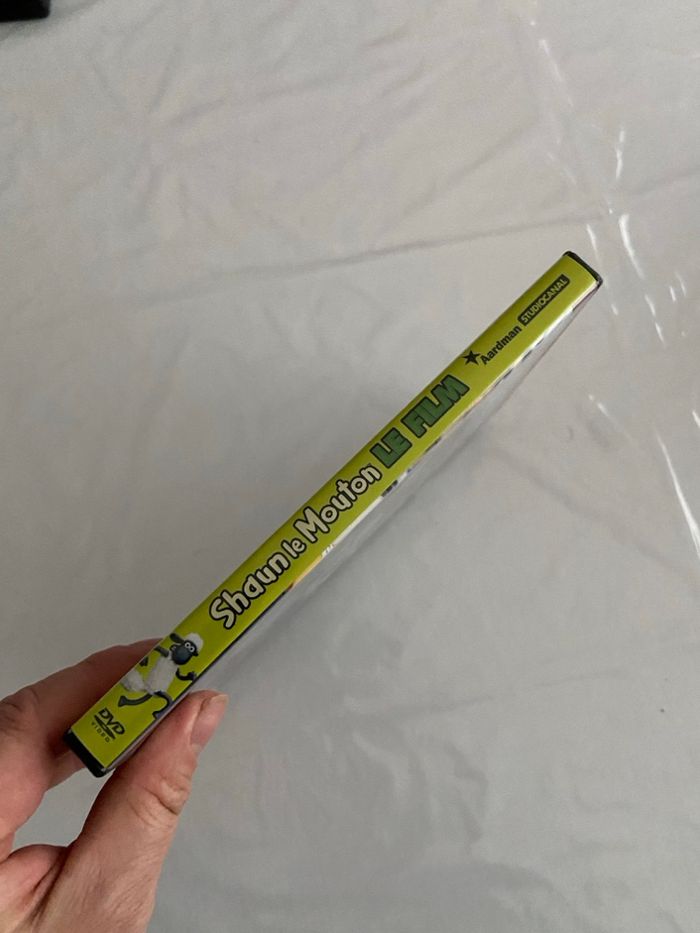 DVD
VIDEO
Shaun le Mouton LE FILM
Aardman STUDIOCANAL